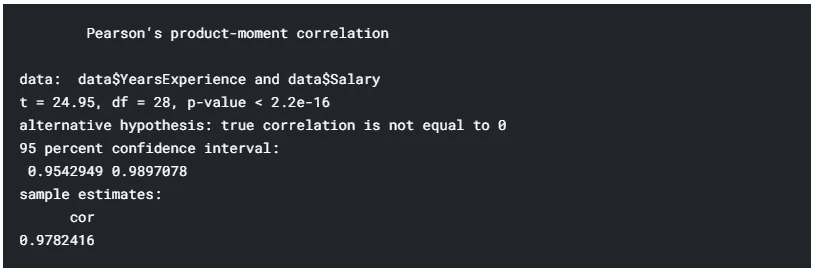 Pearson's product-moment correlation
data:  data$YearsExperience and data$Salary
t = 24.95, df = 28, p-value < 2.2e-16
alternative hypothesis: true correlation is not equal to 0
95 percent confidence interval:
0.9542949 0.9897078
sample estimates:
cor
0.9782416